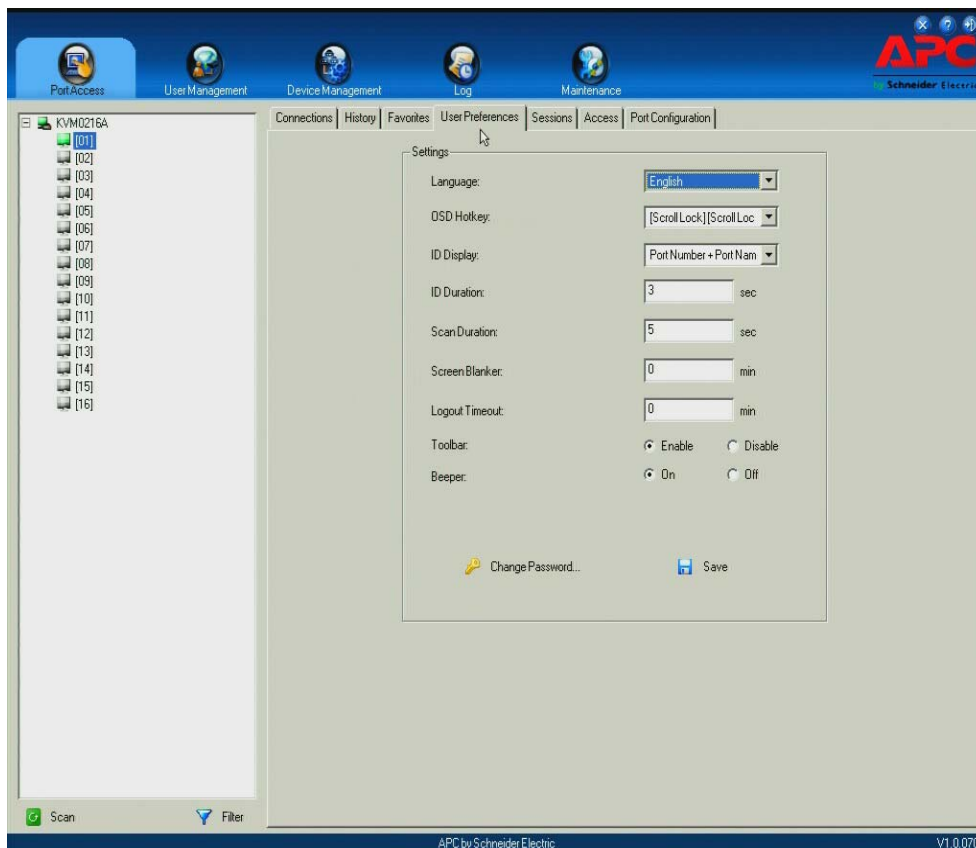 APC
by Schneider Electric
Port Access
User Management
Device Management
Log
Maintenance
KVM0216A
[01]
[02]
[03]
[04]
[05]
[06]
[07]
[08]
[09]
[10]
[11]
[12]
[13]
[14]
[15]
[16]
Connections
History
Favorites
User Preferences
Sessions
Access
Port Configuration
Settings
Language: English
OSD Hotkey: [Scroll Lock] [Scroll Loc
ID Display: Port Number + Port Nam
ID Duration: 3 sec
Scan Duration: 5 sec
Screen Blanker: 0 min
Logout Timeout: 0 min
Toolbar: Enable Disable
Beeper: On Off
Change Password...
Save
Scan
Filter
APC by Schneider Electric
V1.0.070